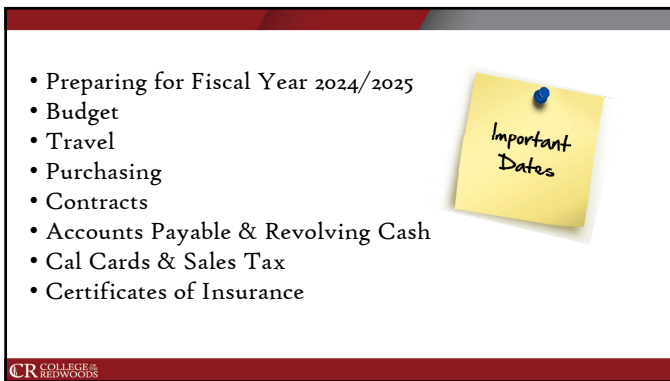 • Preparing for Fiscal Year 2024/2025
• Budget
• Travel
• Purchasing
• Contracts
• Accounts Payable & Revolving Cash
• Cal Cards & Sales Tax
• Certificates of Insurance
Important
Dates
CR COLLEGE OF THE
REDWOODS